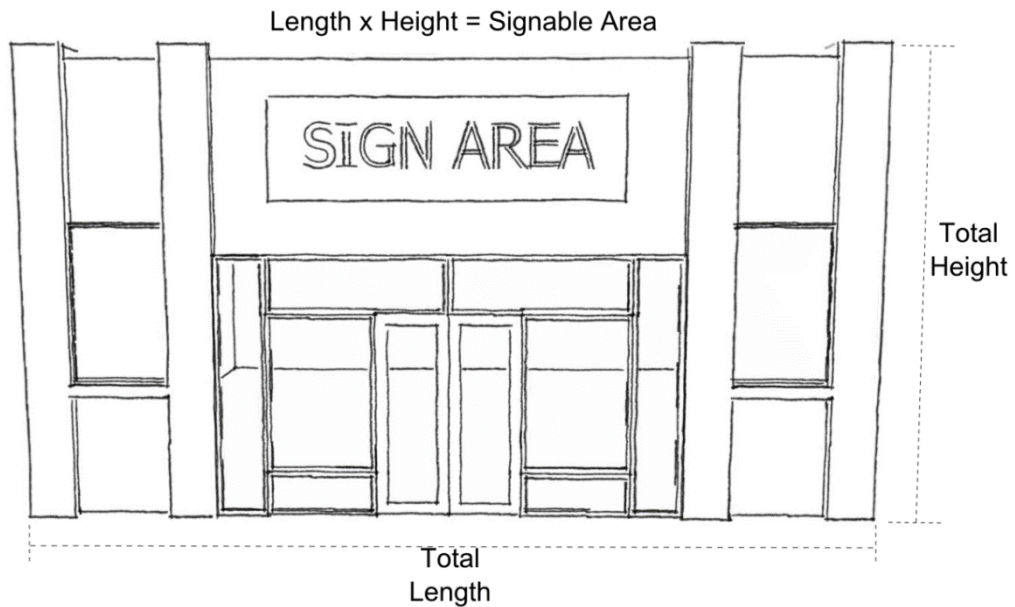 Length x Height = Signable Area
SIGN AREA
Total
Height
Total
Length